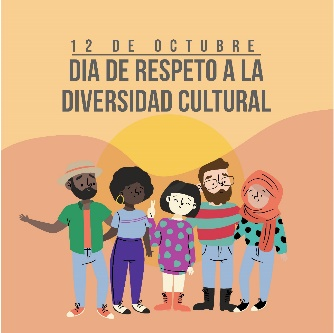 12 DE OCTUBRE
DIA DE RESPETO A LA
DIVERSIDAD CULTURAL